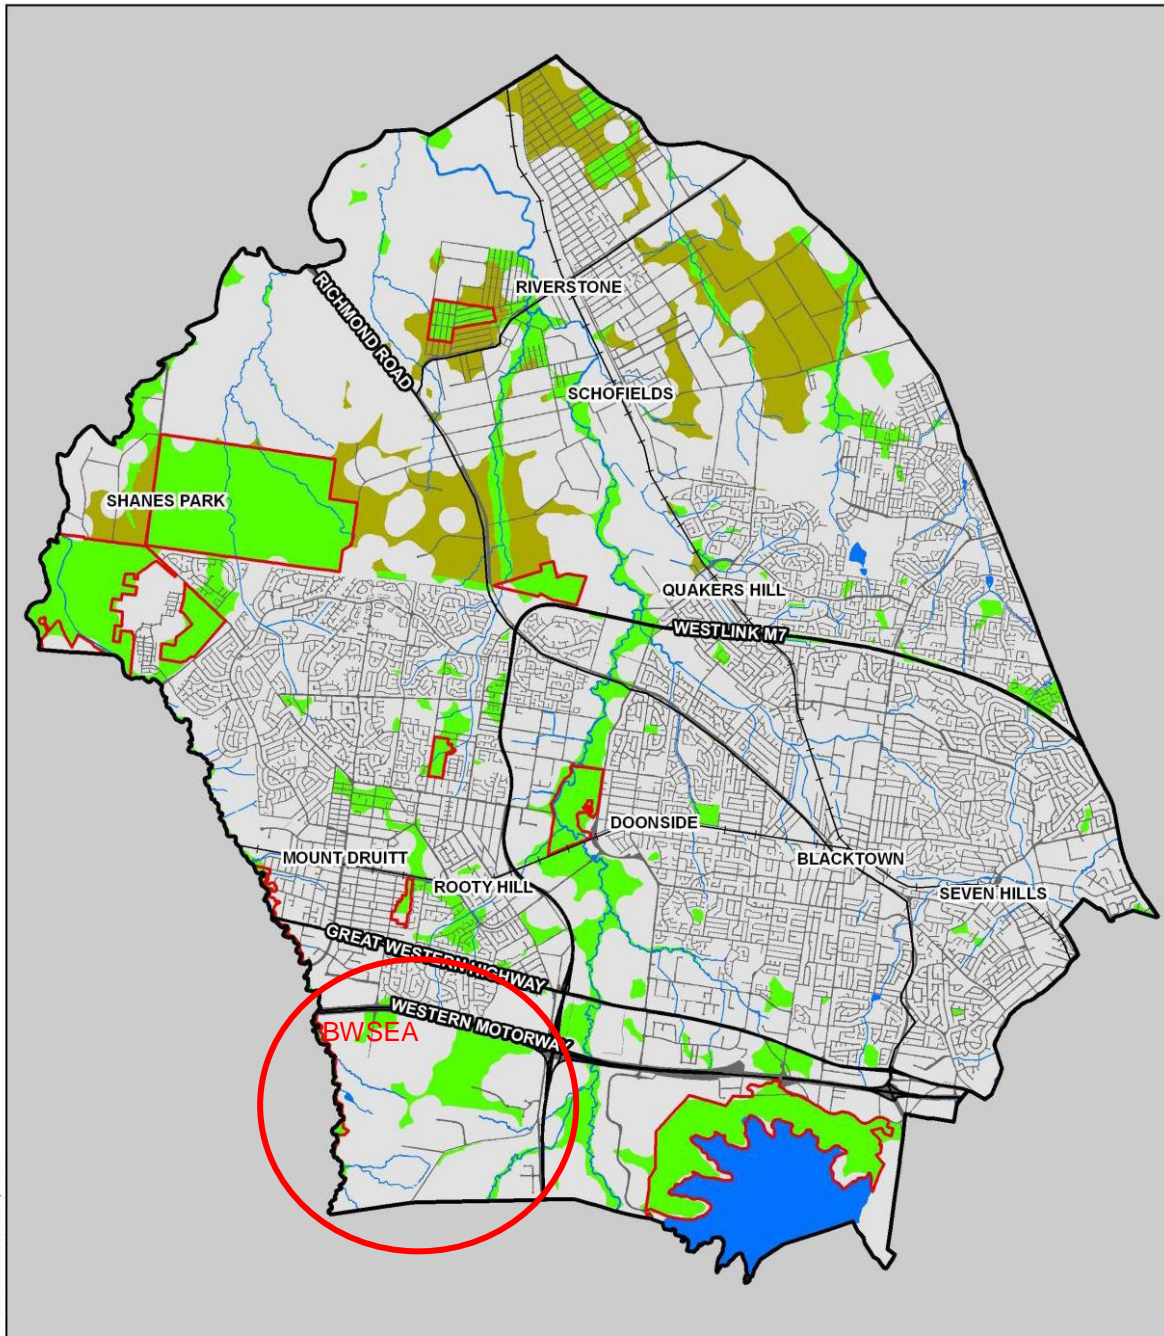 RIVERSTONE
RICHMOND ROAD
SCHOFIELDS
SHANES PARK
QUAKERS HILL
WESTLINK M7
DOONSIDE
MOUNT DRUITT
BLACKTOWN
ROOTY HILL
SEVEN HILLS
GREAT WESTERN HIGHWAY
WESTERN MOTORWAY
BWSEA